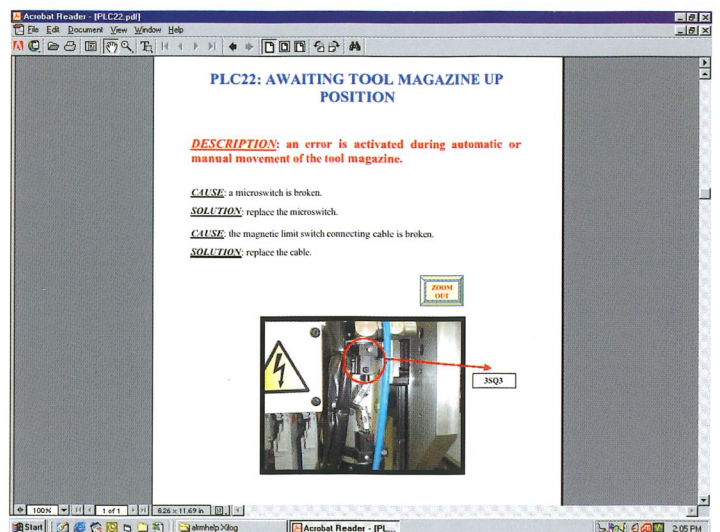 Acrobat Reader - [PLC22.pdf]
File Edit Document View Window Help
PLC22: AWAITING TOOL MAGAZINE UP
POSITION
DESCRIPTION: an error is activated during automatic or
manual movement of the tool magazine.
CAUSE: a microswitch is broken.
SOLUTION: replace the microswitch.
CAUSE: the magnetic limit switch connecting cable is broken.
SOLUTION: replace the cable.
ZOOM
OUT
3SQ3
100% 1 of 1 8.26 x 11.69 in
Start alrmhelp Xilog Acrobat Reader - [PL... 2:05 PM